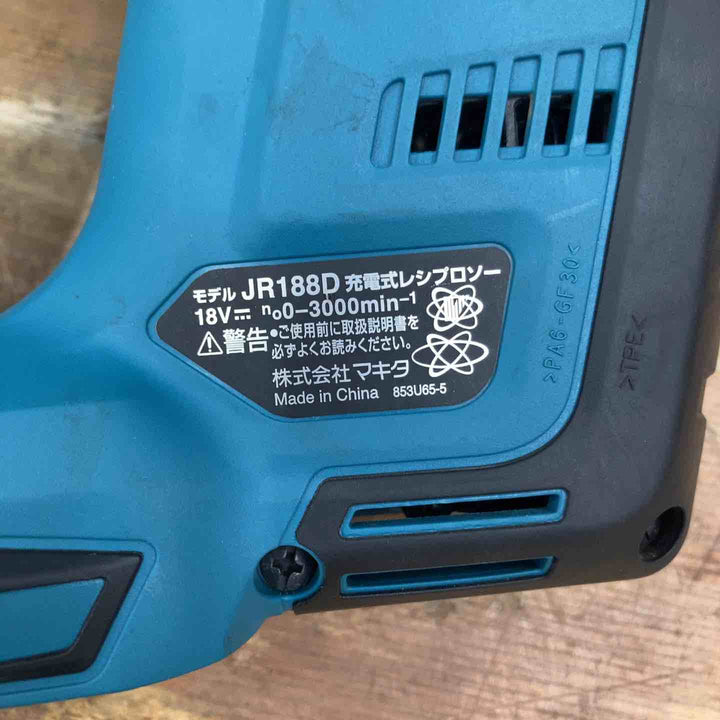 モデル JR188D 充電式レシプロソー
18V⎓ n₀0−3000min⁻¹
⚠警告 •ご使用前に取扱説明書を
必ずよくお読みください。
株式会社 マキタ
Made in China 853U65-5
>PA6-GF30<
>TPE<